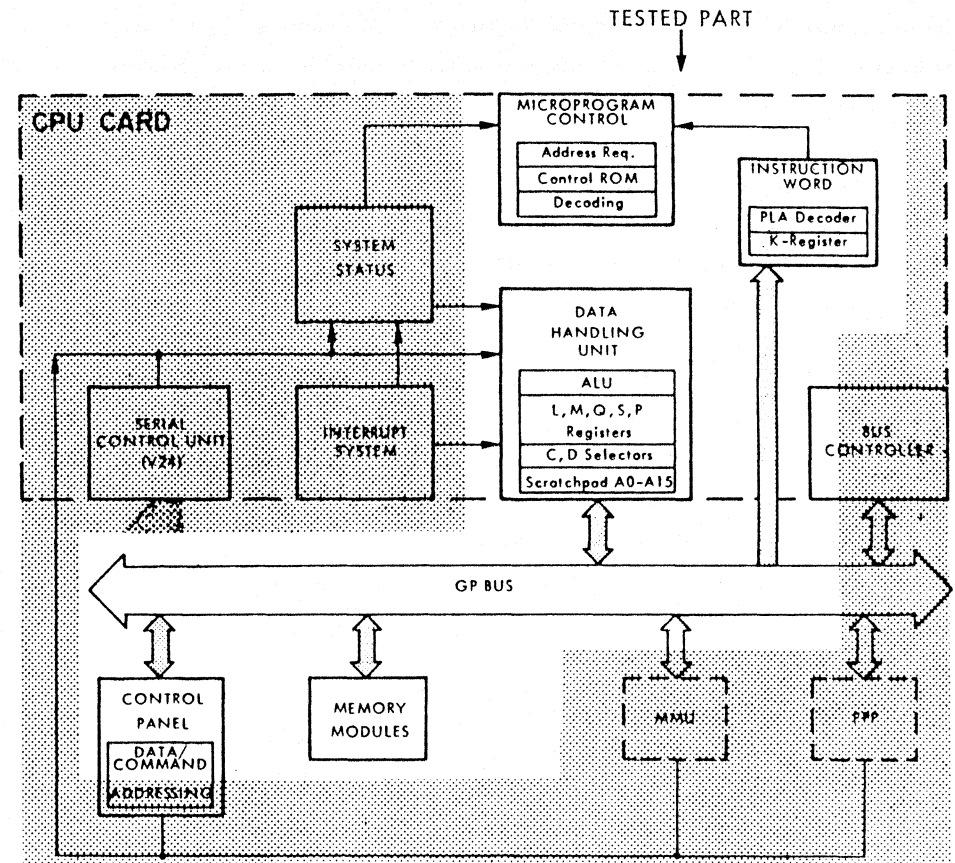 TESTED PART
CPU CARD
MICROPROGRAM
CONTROL
Address Req.
Control ROM
Decoding
INSTRUCTION
WORD
PLA Decoder
K-Register
SYSTEM
STATUS
DATA
HANDLING
UNIT
ALU
L,M,Q,S,P
Registers
C,D Selectors
Scratchpad A0-A15
SERIAL
CONTROL UNIT
(V24)
INTERRUPT
SYSTEM
BUS
CONTROLLER
GP BUS
CONTROL
PANEL
DATA/
COMMAND
ADDRESSING
MEMORY
MODULES
MMU
FPP